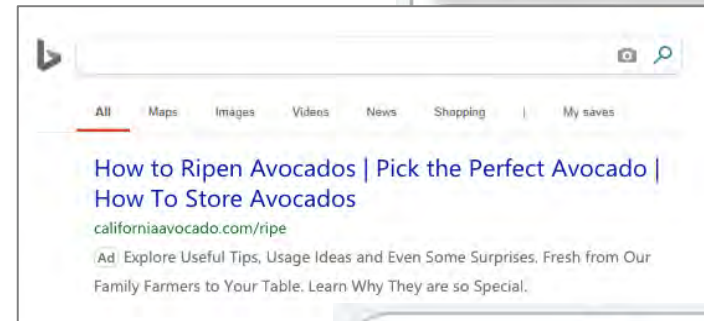 All Maps Images Videos News Shopping | My saves
How to Ripen Avocados | Pick the Perfect Avocado |
How To Store Avocados
californiaavocado.com/ripe
Ad Explore Useful Tips, Usage Ideas and Even Some Surprises. Fresh from Our
Family Farmers to Your Table. Learn Why They are so Special.